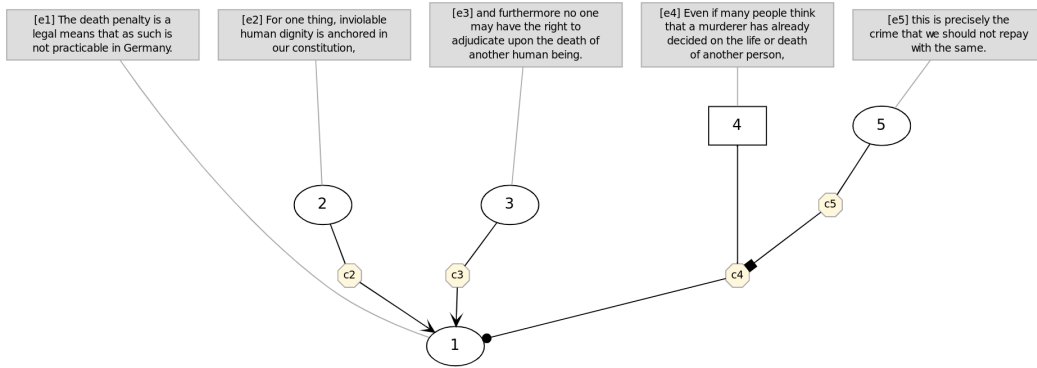 [e1] The death penalty is a
legal means that as such is
not practicable in Germany.
[e2] For one thing, inviolable
human dignity is anchored in
our constitution,
[e3] and furthermore no one
may have the right to
adjudicate upon the death of
another human being.
[e4] Even if many people think
that a murderer has already
decided on the life or death
of another person,
[e5] this is precisely the
crime that we should not repay
with the same.
4
5
2
3
c5
c2
c3
c4
1